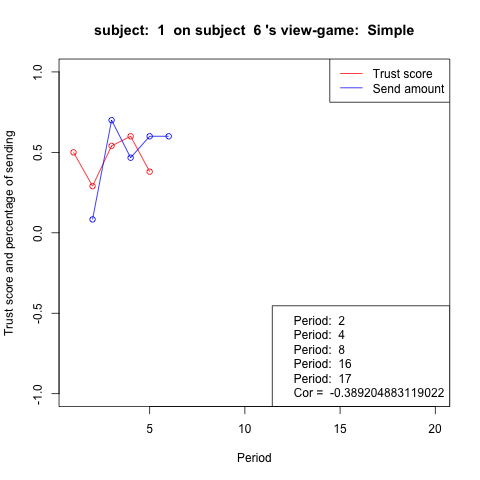 subject:  1  on subject  6 's view-game:  Simple
Trust score
Send amount
1.0
0.5
0.0
-0.5
-1.0
Trust score and percentage of sending
Period:  2
Period:  4
Period:  8
Period:  16
Period:  17
Cor =  -0.389204883119022
5 10 15 20
Period